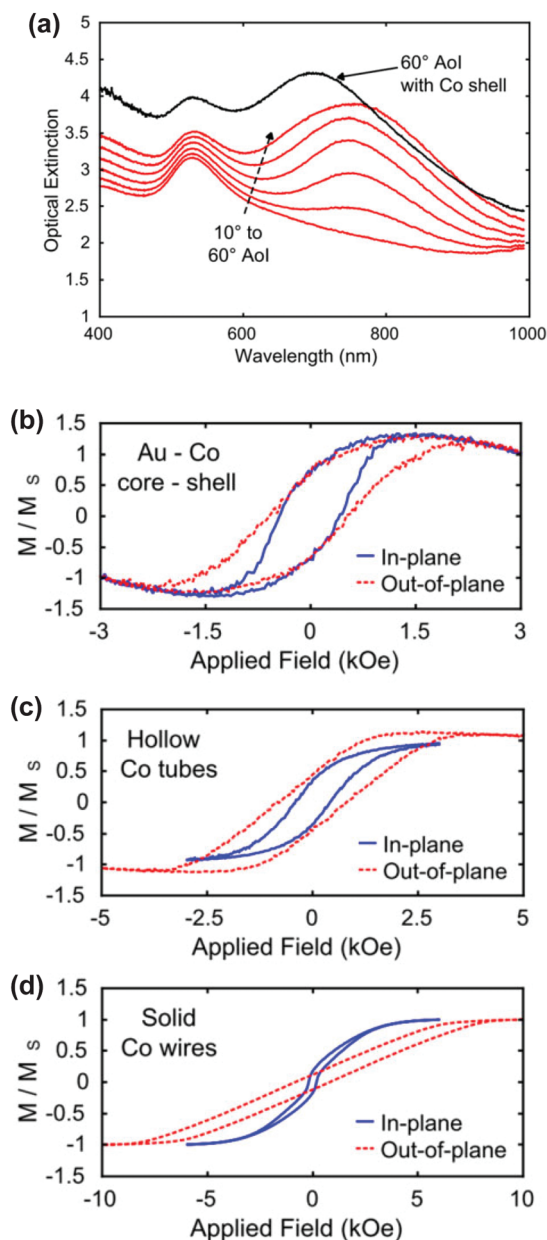 (a)
5
4.5
4
3.5
3
2.5
2
1.5
1
Optical Extinction
60° AoI
with Co shell
10° to
60° AoI
400
600
800
1000
Wavelength (nm)
(b)
1.5
1
0.5
0
-0.5
-1
-1.5
M / M S
Au - Co
core - shell
In-plane
Out-of-plane
-3
-1.5
0
1.5
3
Applied Field (kOe)
(c)
1.5
1
0.5
0
-0.5
-1
-1.5
M / M S
Hollow
Co tubes
In-plane
Out-of-plane
-5
-2.5
0
2.5
5
Applied Field (kOe)
(d)
1.5
1
0.5
0
-0.5
-1
-1.5
M / M S
Solid
Co wires
In-plane
Out-of-plane
-10
-5
0
5
10
Applied Field (kOe)